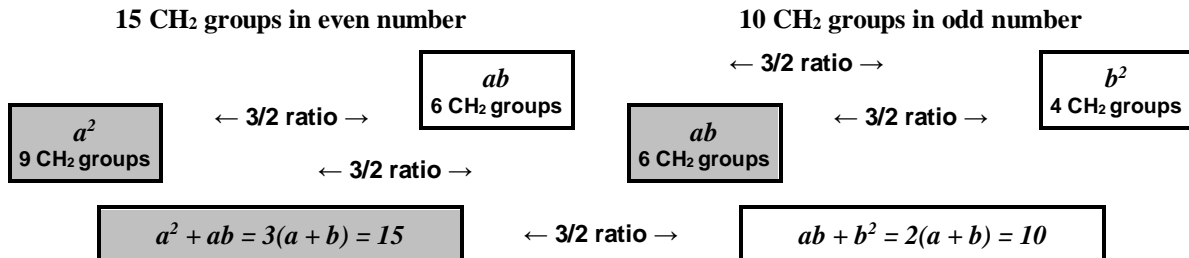 15 CH₂ groups in even number
10 CH₂ groups in odd number
ab
6 CH₂ groups
← 3/2 ratio →
b²
4 CH₂ groups
a²
9 CH₂ groups
← 3/2 ratio →
ab
6 CH₂ groups
← 3/2 ratio →
← 3/2 ratio →
a² + ab = 3(a + b) = 15
← 3/2 ratio →
ab + b² = 2(a + b) = 10